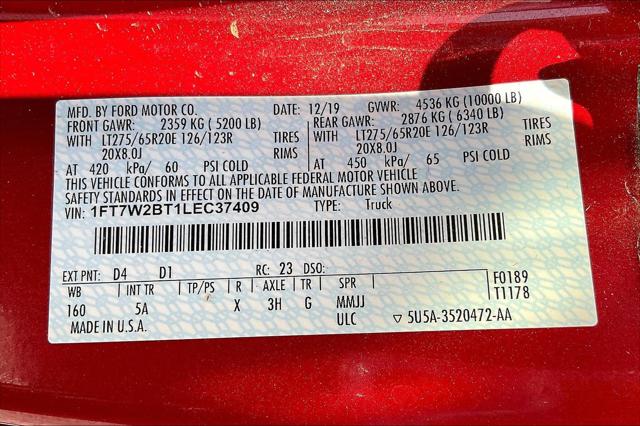 MFD. BY FORD MOTOR CO. DATE: 12/19 GVWR: 4536 KG (10000 LB)
FRONT GAWR: 2359 KG (5200 LB) REAR GAWR: 2876 KG (6340 LB)
WITH LT275/65R20E 126/123R TIRES WITH LT275/65R20E 126/123R TIRES
20X8.0J RIMS 20X8.0J RIMS
AT 420 kPa/ 60 PSI COLD AT 450 kPa/ 65 PSI COLD
THIS VEHICLE CONFORMS TO ALL APPLICABLE FEDERAL MOTOR VEHICLE
SAFETY STANDARDS IN EFFECT ON THE DATE OF MANUFACTURE SHOWN ABOVE.
VIN: 1FT7W2BT1LEC37409 TYPE: Truck
EXT PNT: D4 D1 RC: 23 DSO:
WB INT TR TP/PS R AXLE TR SPR F0189
160 5A X 3H G MMJJ T1178
MADE IN U.S.A. ULC ▽ 5U5A-3520472-AA